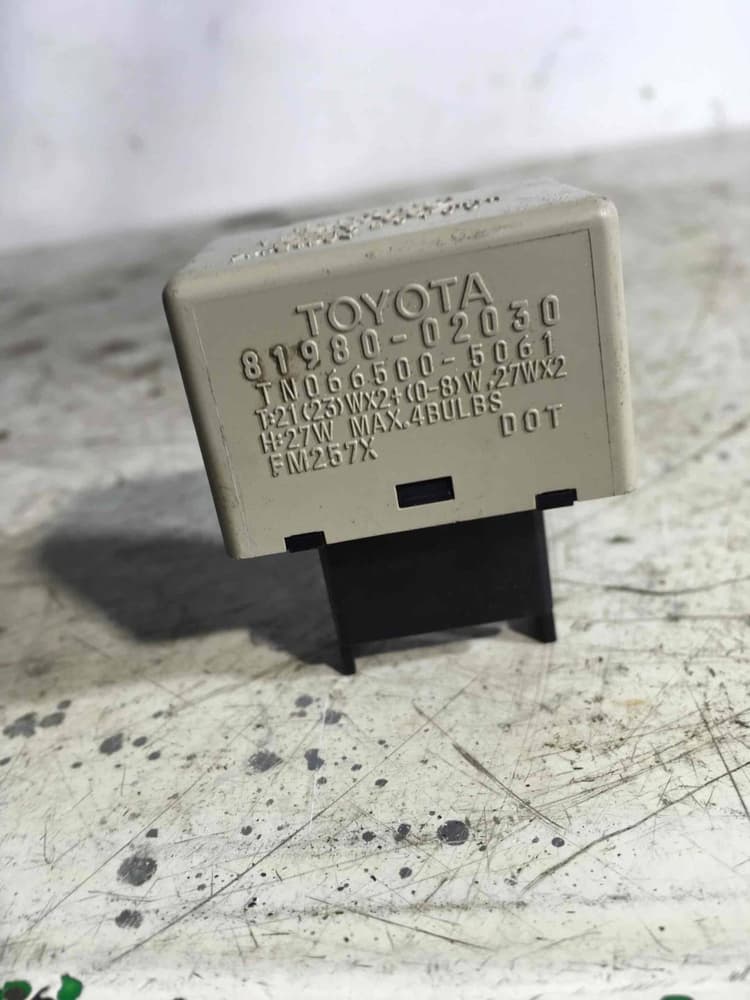 TOYOTA
81980-02030
TN066500-5061
T:21(23)WX2+(0-8)W,27WX2
H:27W MAX.4BULBS
FM257X DOT